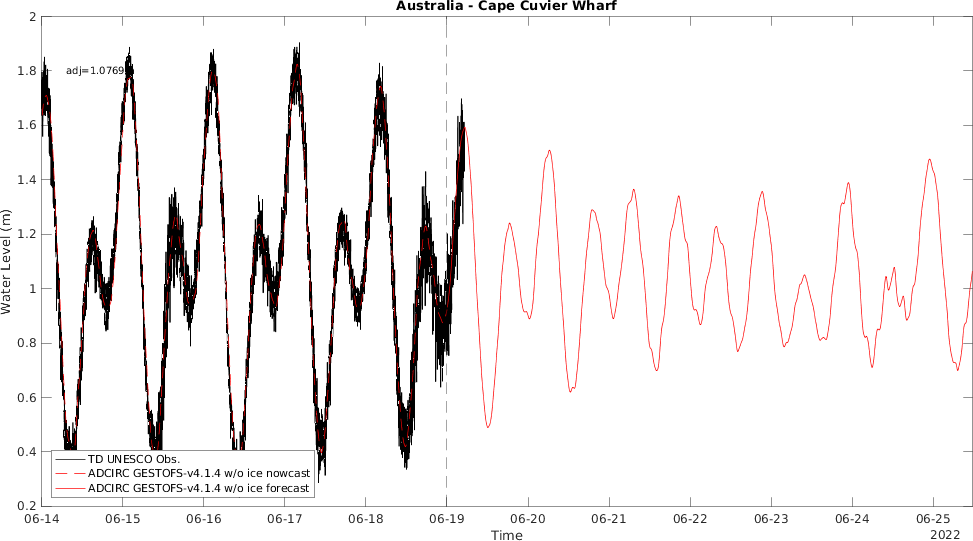 Australia - Cape Cuvier Wharf
2
1.8
1.6
1.4
1.2
1
0.8
0.6
0.4
0.2
Water Level (m)
adj=1.0769
TD UNESCO Obs.
ADCIRC GESTOFS-v4.1.4 w/o ice nowcast
ADCIRC GESTOFS-v4.1.4 w/o ice forecast
06-14 06-15 06-16 06-17 06-18 06-19 06-20 06-21 06-22 06-23 06-24 06-25
Time
2022